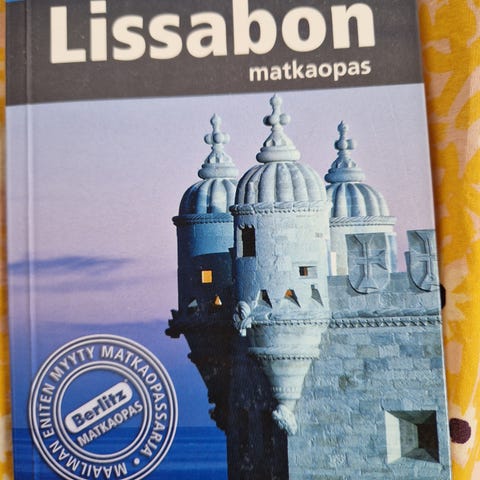 Lissabon
matkaopas
MAAILMAN ENITEN MYYTY MATKAOPASSARJA •
Berlitz
MATKAOPAS